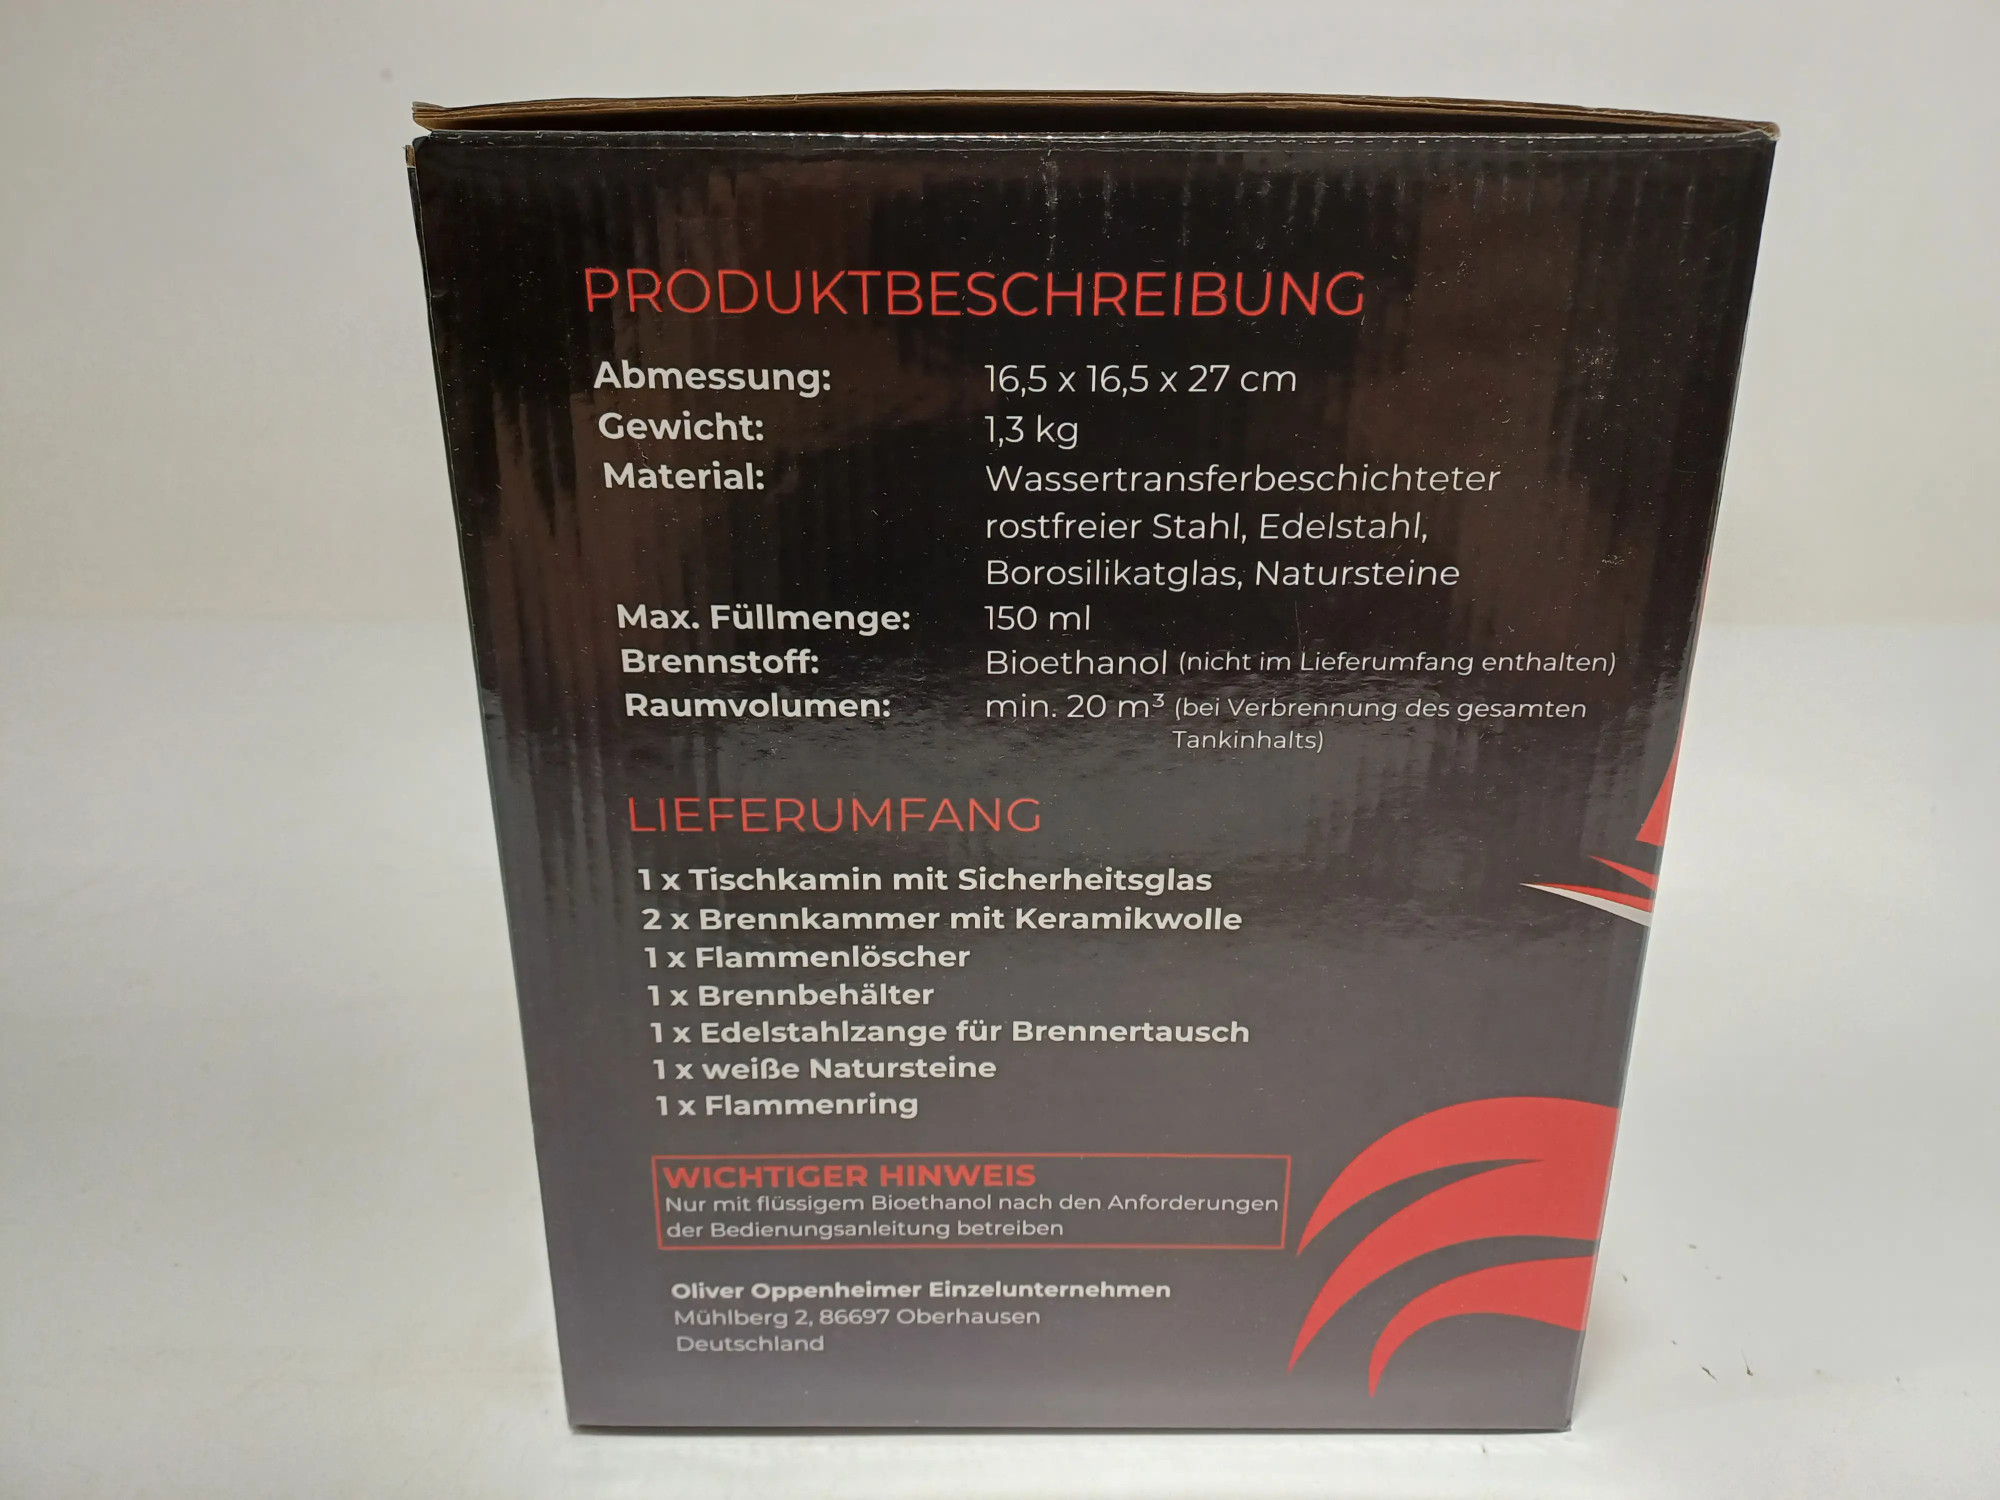 PRODUKTBESCHREIBUNG
Abmessung: 16,5 x 16,5 x 27 cm
Gewicht: 1,3 kg
Material: Wassertransferbeschichteter
rostfreier Stahl, Edelstahl,
Borosilikatglas, Natursteine
Max. Füllmenge: 150 ml
Brennstoff: Bioethanol (nicht im Lieferumfang enthalten)
Raumvolumen: min. 20 m³ (bei Verbrennung des gesamten
Tankinhalts)
LIEFERUMFANG
1 x Tischkamin mit Sicherheitsglas
2 x Brennkammer mit Keramikwolle
1 x Flammenlöscher
1 x Brennbehälter
1 x Edelstahlzange für Brennertausch
1 x weiße Natursteine
1 x Flammenring
WICHTIGER HINWEIS
Nur mit flüssigem Bioethanol nach den Anforderungen
der Bedienungsanleitung betreiben
Oliver Oppenheimer Einzelunternehmen
Mühlberg 2, 86697 Oberhausen
Deutschland